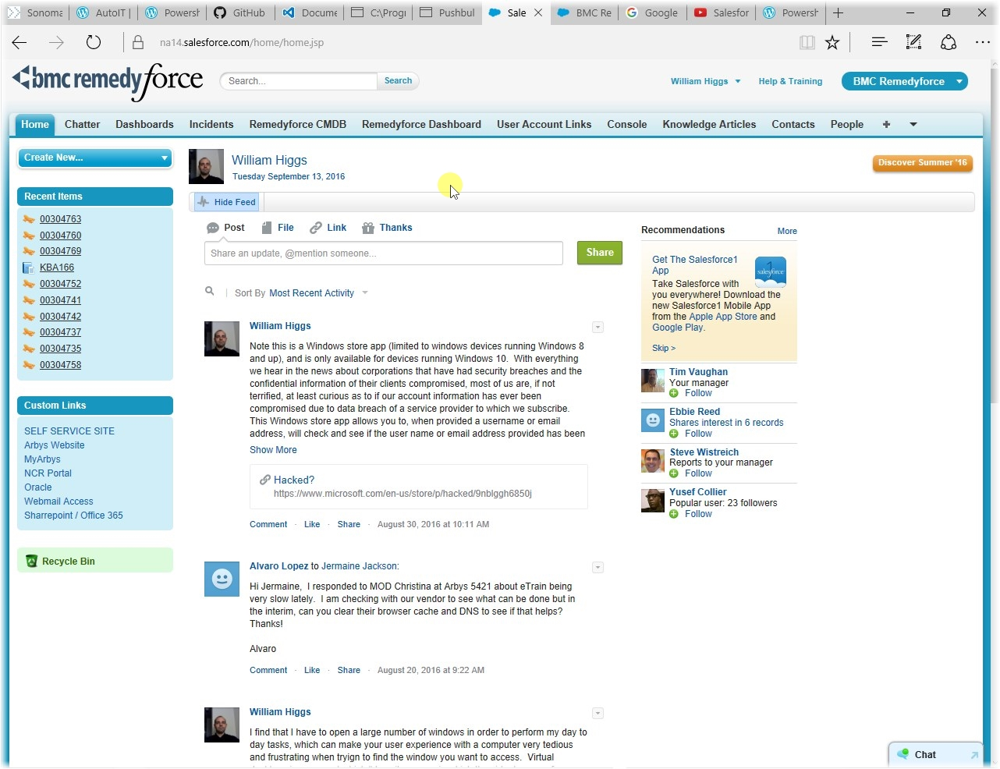 Sonoma
AutoIT |
Powersh
GitHub
Docume
C:\Progr
Pushbul
Sale
BMC Re
Google
Salesfor
Powersh
na14.salesforce.com/home/home.jsp
bmc remedyforce
Search...
Search
William Higgs
Help & Training
BMC Remedyforce
Home
Chatter
Dashboards
Incidents
Remedyforce CMDB
Remedyforce Dashboard
User Account Links
Console
Knowledge Articles
Contacts
People
Create New...
Recent Items
00304763
00304760
00304769
KBA166
00304752
00304741
00304742
00304737
00304735
00304758
Custom Links
SELF SERVICE SITE
Arbys Website
MyArbys
NCR Portal
Oracle
Webmail Access
Sharrepoint / Office 365
Recycle Bin
William Higgs
Tuesday September 13, 2016
Discover Summer '16
Hide Feed
Post
File
Link
Thanks
Share an update, @mention someone...
Share
Sort By Most Recent Activity
William Higgs
Note this is a Windows store app (limited to windows devices running Windows 8
and up), and is only available for devices running Windows 10.  With everything
we hear in the news about corporations that have had security breaches and the
confidential information of their clients compromised, most of us are, if not
terrified, at least curious as to if our account information has ever been
compromised due to data breach of a service provider to which we subscribe.
This Windows store app allows you to, when provided a username or email
address, will check and see if the user name or email address provided has been
Show More
Hacked?
https://www.microsoft.com/en-us/store/p/hacked/9nblggh6850j
Comment · Like · Share · August 30, 2016 at 10:11 AM
Alvaro Lopez to Jermaine Jackson:
Hi Jermaine,  I responded to MOD Christina at Arbys 5421 about eTrain being
very slow lately.  I am checking with our vendor to see what can be done but in
the interim, can you clear their browser cache and DNS to see if that helps?
Thanks!
Alvaro
Comment · Like · Share · August 20, 2016 at 9:22 AM
William Higgs
I find that I have to open a large number of windows in order to perform my day to
day tasks, which can make your user experience with a computer very tedious
and frustrating when tryign to find the window you want to access.  Virtual
Recommendations
More
Get The Salesforce1
App
salesforce
Take Salesforce with
you everywhere! Download the
new Salesforce1 Mobile App
from the Apple App Store and
Google Play.
Skip >
Tim Vaughan
Your manager
Follow
Ebbie Reed
Shares interest in 6 records
Follow
Steve Wistreich
Reports to your manager
Follow
Yusef Collier
Popular user: 23 followers
Follow
Chat